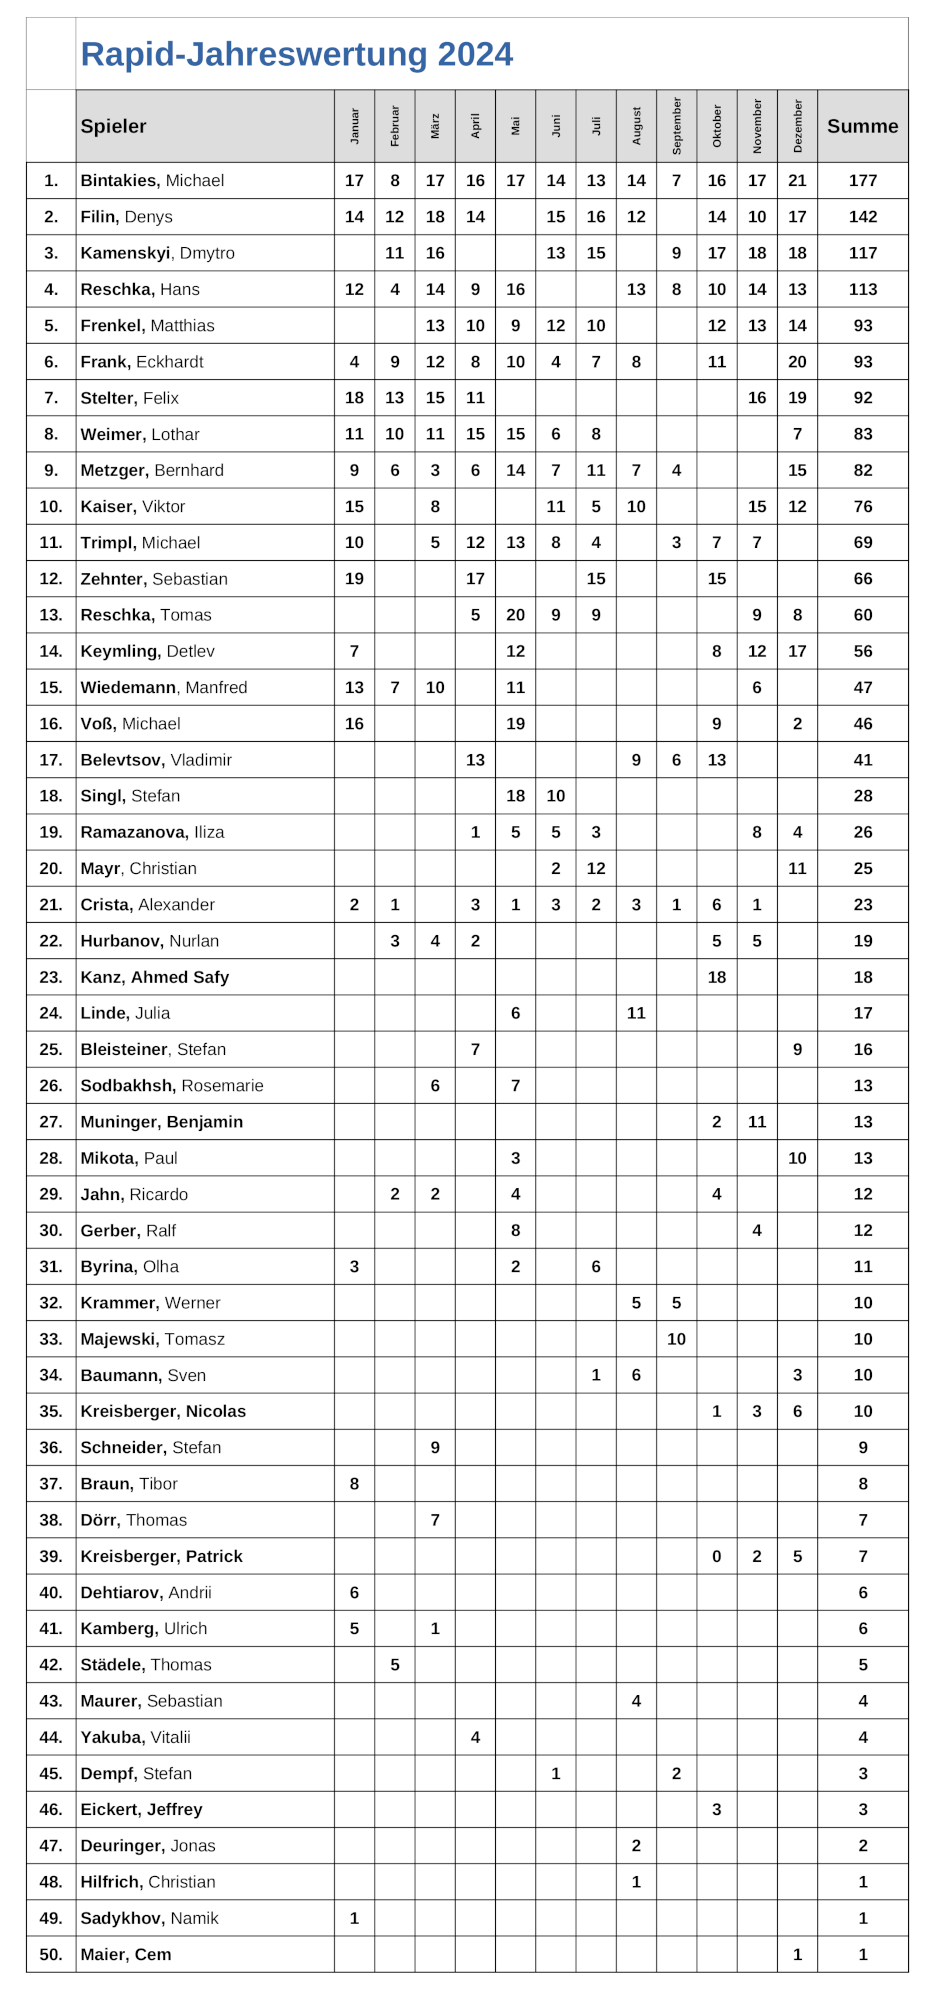 Rapid-Jahreswertung 2024
Spieler Januar Februar März April Mai Juni Juli August September Oktober November Dezember Summe
1. Bintakies, Michael 17 8 17 16 17 14 13 14 7 16 17 21 177
2. Filin, Denys 14 12 18 14 15 16 12 14 10 17 142
3. Kamenskyi, Dmytro 11 16 13 15 9 17 18 18 117
4. Reschka, Hans 12 4 14 9 16 13 8 10 14 13 113
5. Frenkel, Matthias 13 10 9 12 10 12 13 14 93
6. Frank, Eckhardt 4 9 12 8 10 4 7 8 11 20 93
7. Stelter, Felix 18 13 15 11 16 19 92
8. Weimer, Lothar 11 10 11 15 15 6 8 7 83
9. Metzger, Bernhard 9 6 3 6 14 7 11 7 4 15 82
10. Kaiser, Viktor 15 8 11 5 10 15 12 76
11. Trimpl, Michael 10 5 12 13 8 4 3 7 7 69
12. Zehnter, Sebastian 19 17 15 15 66
13. Reschka, Tomas 5 20 9 9 9 8 60
14. Keymling, Detlev 7 12 8 12 17 56
15. Wiedemann, Manfred 13 7 10 11 6 47
16. Voß, Michael 16 19 9 2 46
17. Belevtsov, Vladimir 13 9 6 13 41
18. Singl, Stefan 18 10 28
19. Ramazanova, Iliza 1 5 5 3 8 4 26
20. Mayr, Christian 2 12 11 25
21. Crista, Alexander 2 1 3 1 3 2 3 1 6 1 23
22. Hurbanov, Nurlan 3 4 2 5 5 19
23. Kanz, Ahmed Safy 18 18
24. Linde, Julia 6 11 17
25. Bleisteiner, Stefan 7 9 16
26. Sodbakhsh, Rosemarie 6 7 13
27. Muninger, Benjamin 2 11 13
28. Mikota, Paul 3 10 13
29. Jahn, Ricardo 2 2 4 4 12
30. Gerber, Ralf 8 4 12
31. Byrina, Olha 3 2 6 11
32. Krammer, Werner 5 5 10
33. Majewski, Tomasz 10 10
34. Baumann, Sven 1 6 3 10
35. Kreisberger, Nicolas 1 3 6 10
36. Schneider, Stefan 9 9
37. Braun, Tibor 8 8
38. Dörr, Thomas 7 7
39. Kreisberger, Patrick 0 2 5 7
40. Dehtiarov, Andrii 6 6
41. Kamberg, Ulrich 5 1 6
42. Städele, Thomas 5 5
43. Maurer, Sebastian 4 4
44. Yakuba, Vitalii 4 4
45. Dempf, Stefan 1 2 3
46. Eickert, Jeffrey 3 3
47. Deuringer, Jonas 2 2
48. Hilfrich, Christian 1 1
49. Sadykhov, Namik 1 1
50. Maier, Cem 1 1